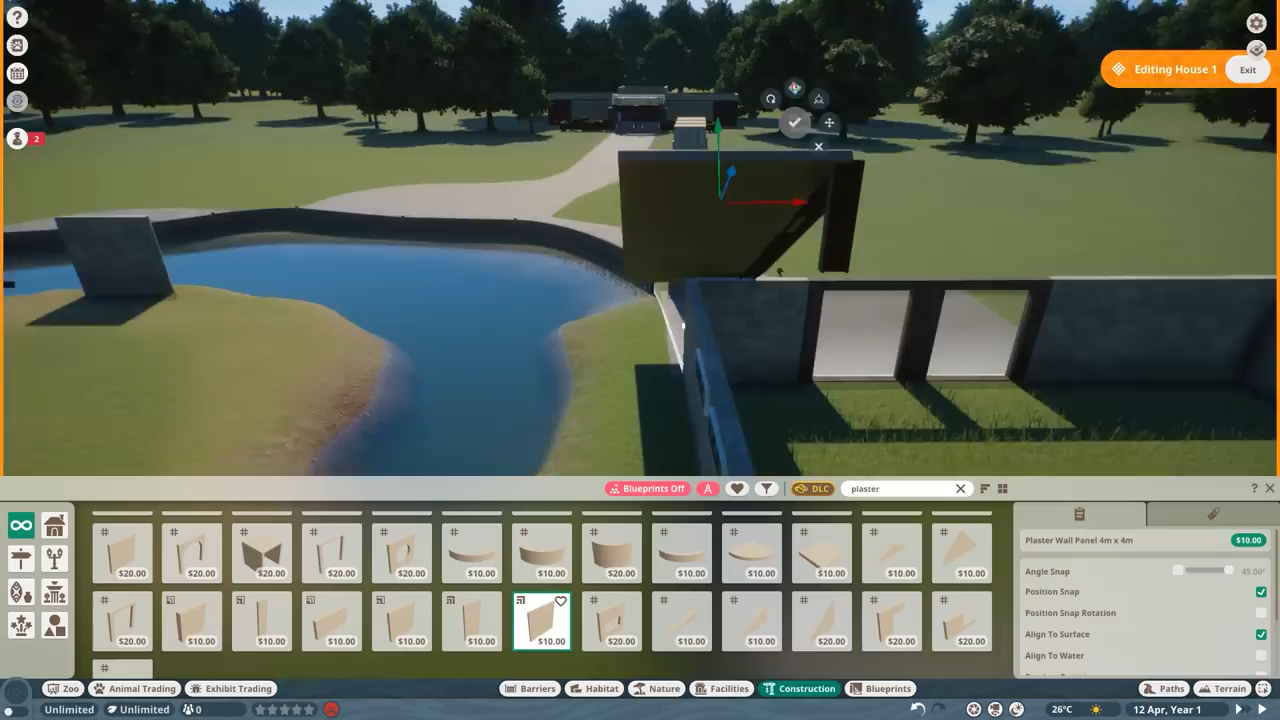 Editing House 1
Exit
2
Blueprints Off
DLC
plaster
$20.00 $20.00 $20.00 $20.00 $20.00 $10.00 $10.00 $20.00 $10.00 $10.00 $10.00 $10.00 $10.00
$20.00 $10.00 $10.00 $10.00 $10.00 $10.00 $10.00 $20.00 $10.00 $10.00 $20.00 $20.00 $20.00
Plaster Wall Panel 4m x 4m
$10.00
Angle Snap
45.00°
Position Snap
Position Snap Rotation
Align To Surface
Align To Water
Zoo
Animal Trading
Exhibit Trading
Barriers
Habitat
Nature
Facilities
Construction
Blueprints
Paths
Terrain
Unlimited
Unlimited
0
26°C
12 Apr, Year 1